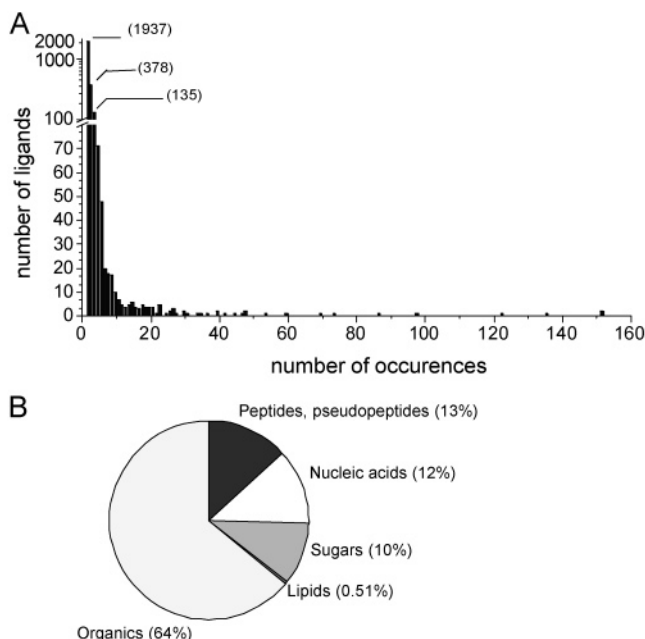 A
(1937)
(378)
(135)
2000
1000
100
70
60
50
40
30
20
10
0
number of ligands
0 20 40 60 80 100 120 140 160
number of occurences
B
Peptides, pseudopeptides (13%)
Nucleic acids (12%)
Sugars (10%)
Lipids (0.51%)
Organics (64%)